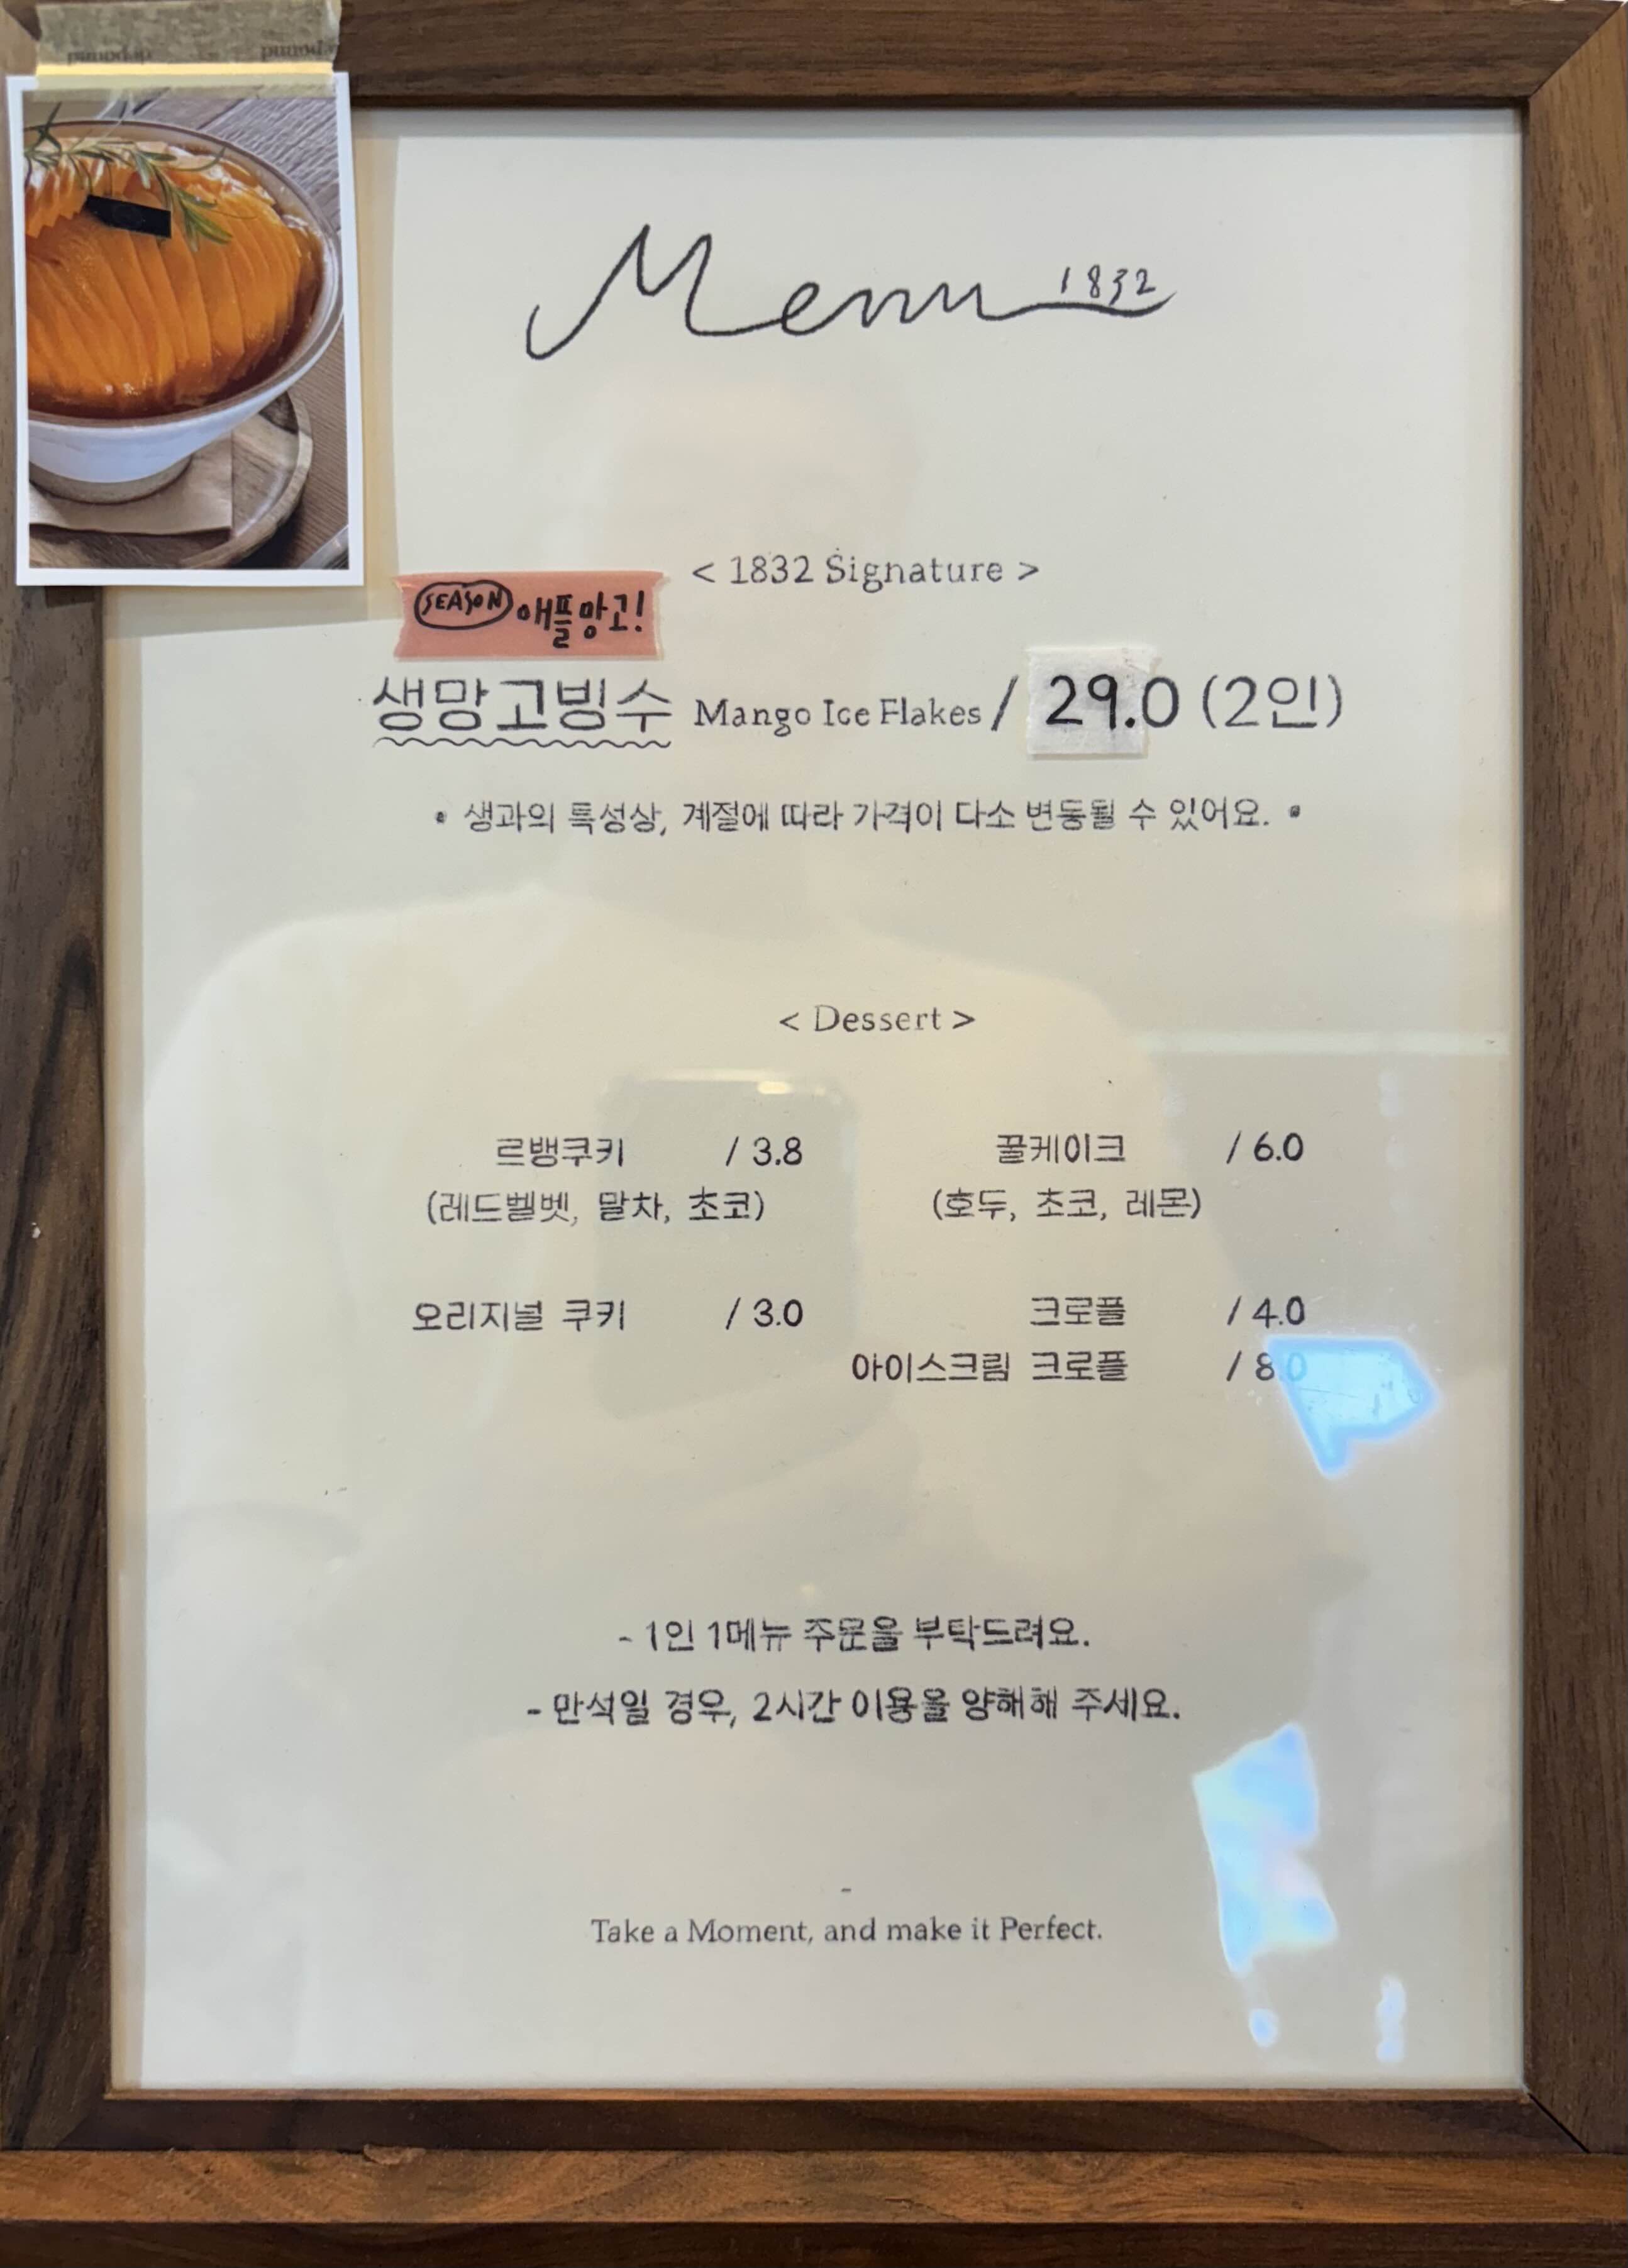 Menu 1832
< 1832 Signature >
SEASON 애플망고!
생망고빙수 Mango Ice Flakes / 29.0 (2인)
• 생과의 특성상, 계절에 따라 가격이 다소 변동될 수 있어요. •
< Dessert >
르뱅쿠키 / 3.8
(레드벨벳, 말차, 초코)
오리지널 쿠키 / 3.0
꿀케이크 / 6.0
(호두, 초코, 레몬)
크로플 / 4.0
아이스크림 크로플 / 8.0
- 1인 1메뉴 주문을 부탁드려요.
- 만석일 경우, 2시간 이용을 양해해 주세요.
-
Take a Moment, and make it Perfect.